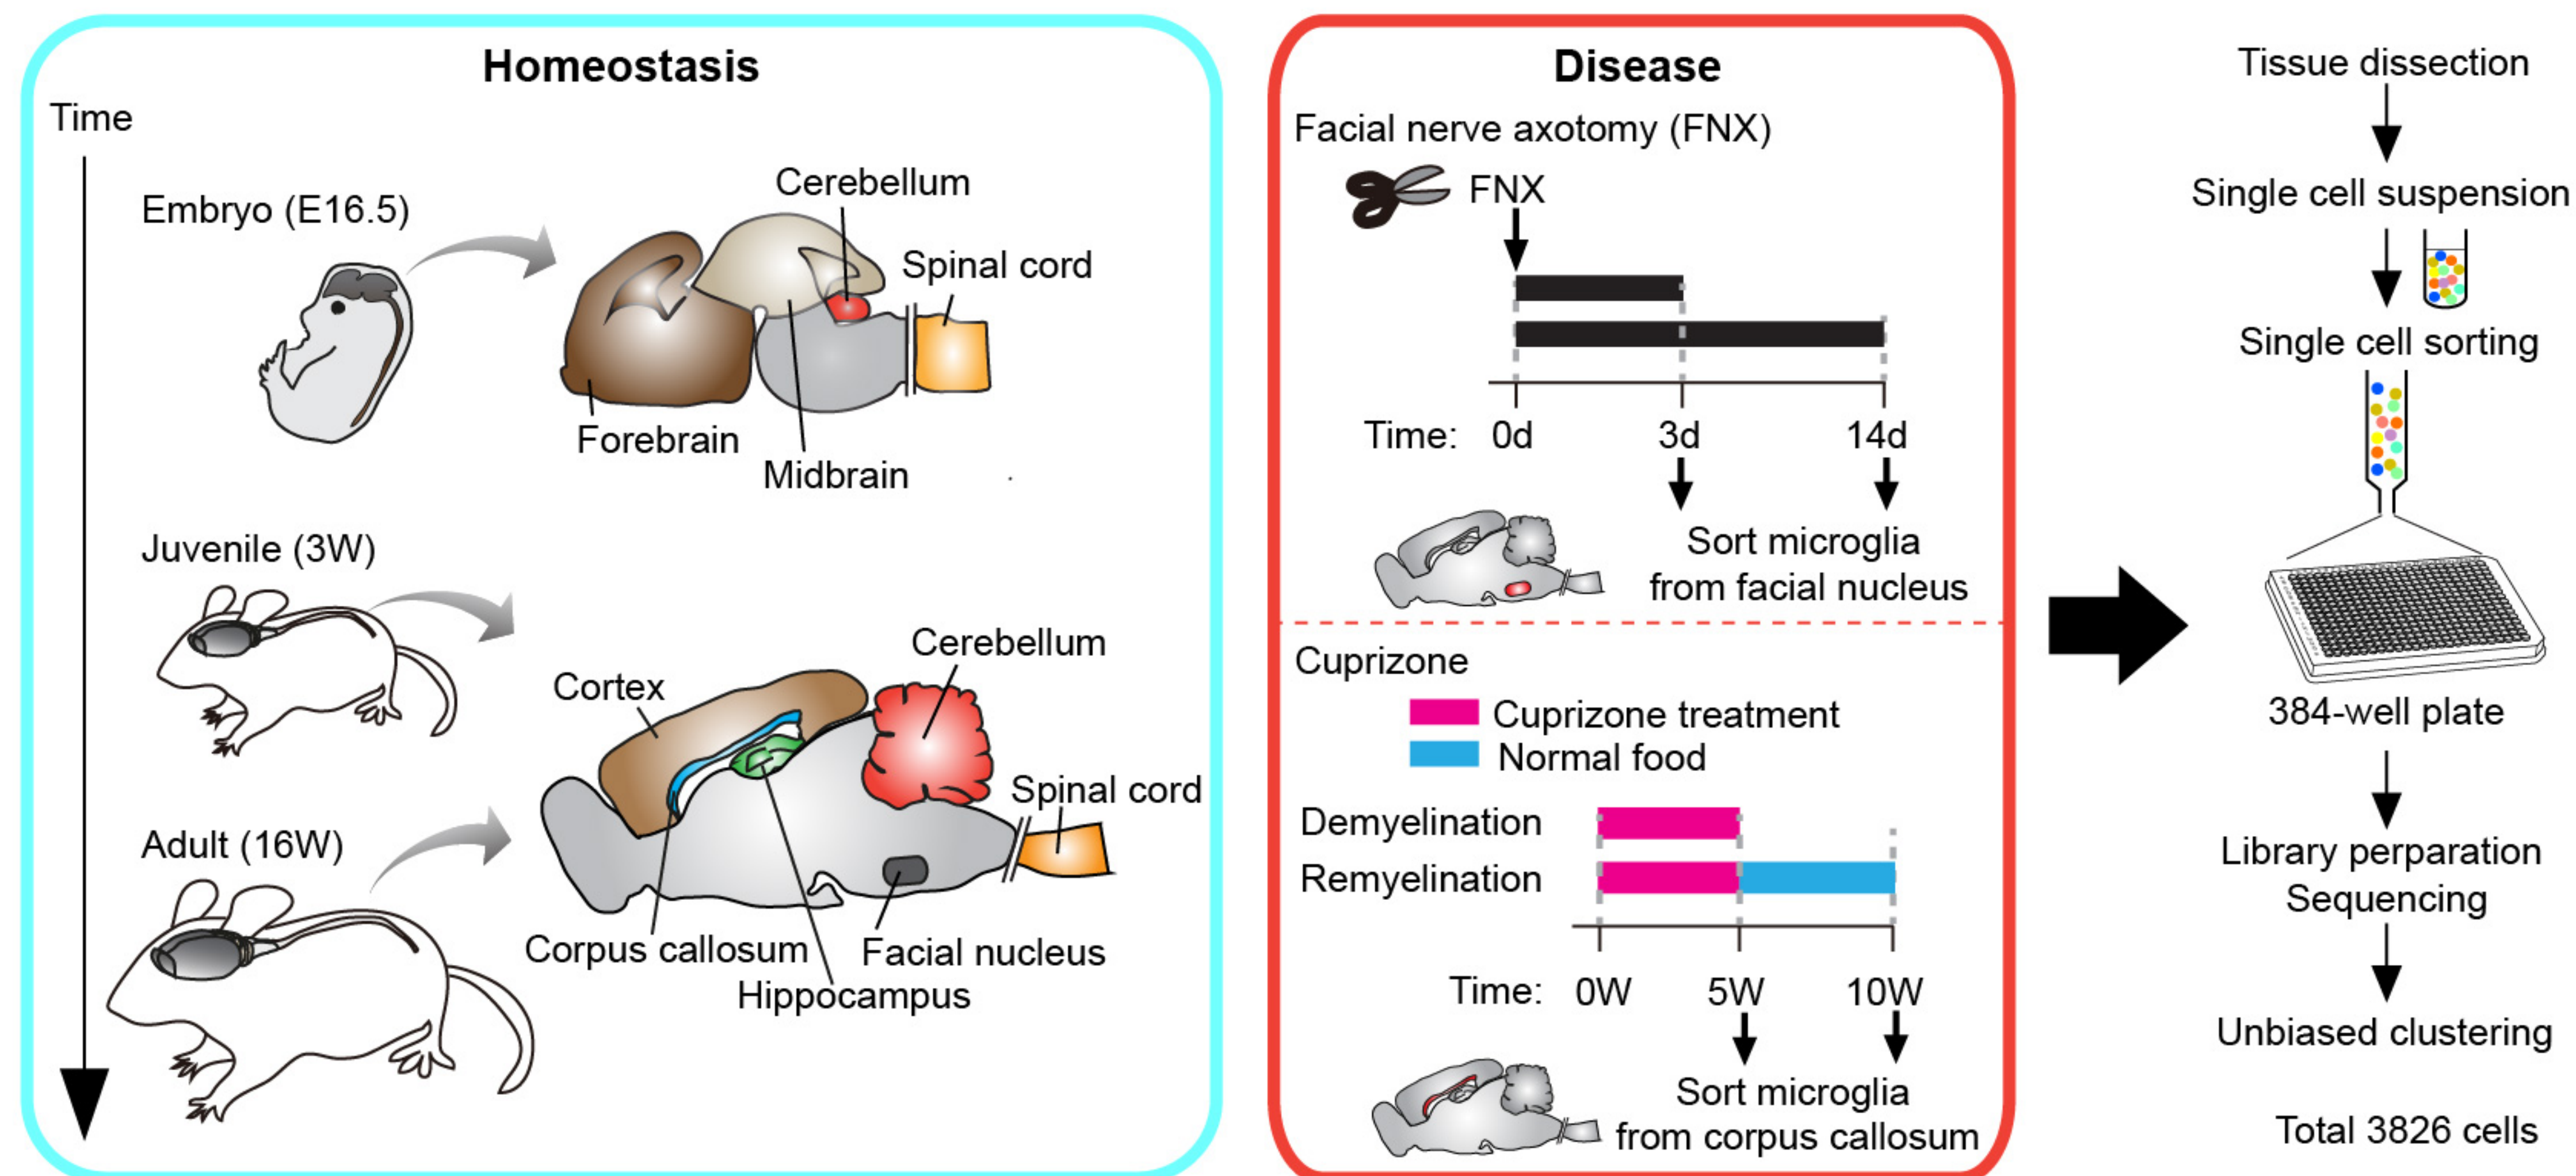 Homeostasis
Time
Embryo (E16.5)
Cerebellum
Spinal cord
Forebrain
Midbrain
Juvenile (3W)
Cortex
Cerebellum
Spinal cord
Adult (16W)
Corpus callosum
Facial nucleus
Hippocampus
Disease
Facial nerve axotomy (FNX)
FNX
Time: 0d 3d 14d
Sort microglia
from facial nucleus
Cuprizone
Cuprizone treatment
Normal food
Demyelination
Remyelination
Time: 0W 5W 10W
Sort microglia
from corpus callosum
Tissue dissection
Single cell suspension
Single cell sorting
384-well plate
Library perparation
Sequencing
Unbiased clustering
Total 3826 cells